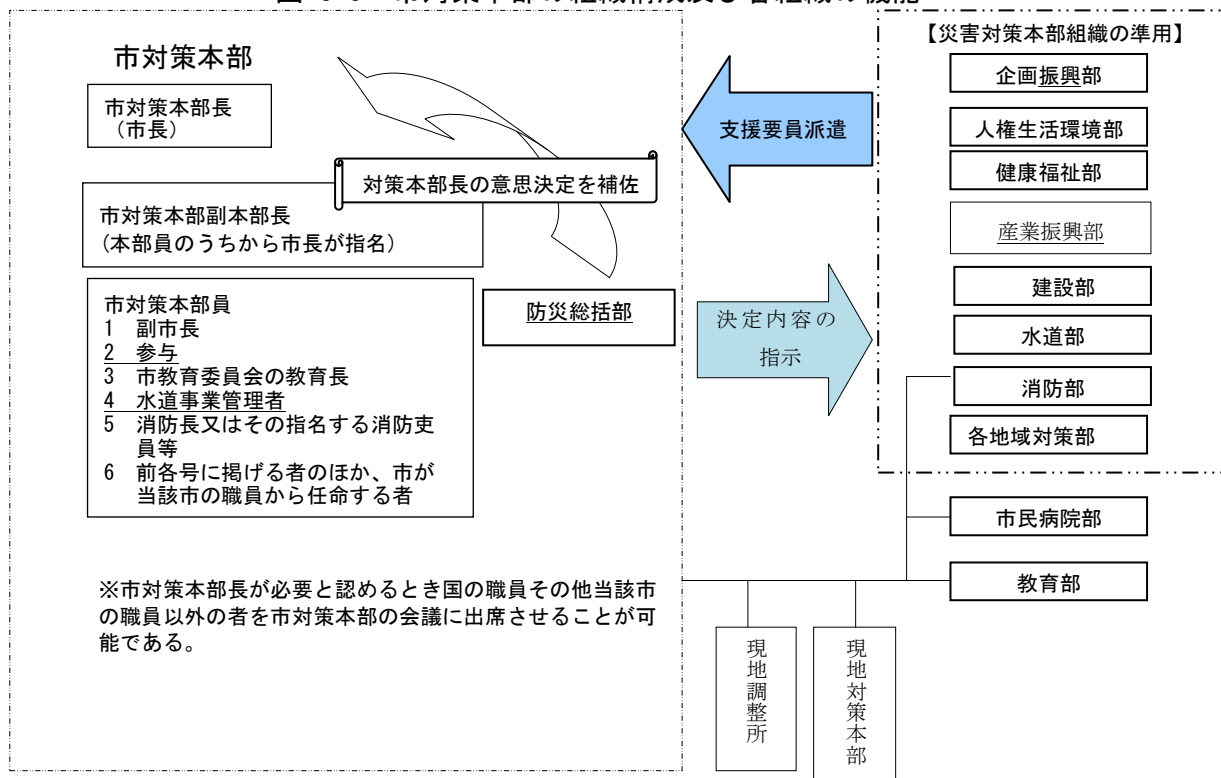 市対策本部
市対策本部長
（市長）
対策本部長の意思決定を補佐
市対策本部副本部長
（本部員のうちから市長が指名）
市対策本部員
1 副市長
2 参与
3 市教育委員会の教育長
4 水道事業管理者
5 消防長又はその指名する消防吏
員等
6 前各号に掲げる者のほか、市が
当該市の職員から任命する者
防災総括部
※市対策本部長が必要と認めるとき国の職員その他当該市
の職員以外の者を市対策本部の会議に出席させることが可
能である。
支援要員派遣
決定内容の
指示
【災害対策本部組織の準用】
企画振興部
人権生活環境部
健康福祉部
産業振興部
建設部
水道部
消防部
各地域対策部
市民病院部
教育部
現地調整所
現地対策本部